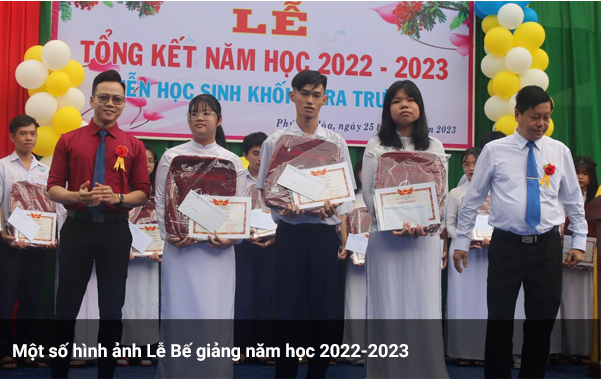 LỄ
TỔNG KẾT NĂM HỌC 2022 - 2023
HỌC SINH KHỐI RA
ngày 25 2023
Một số hình ảnh Lễ Bế giảng năm học 2022-2023